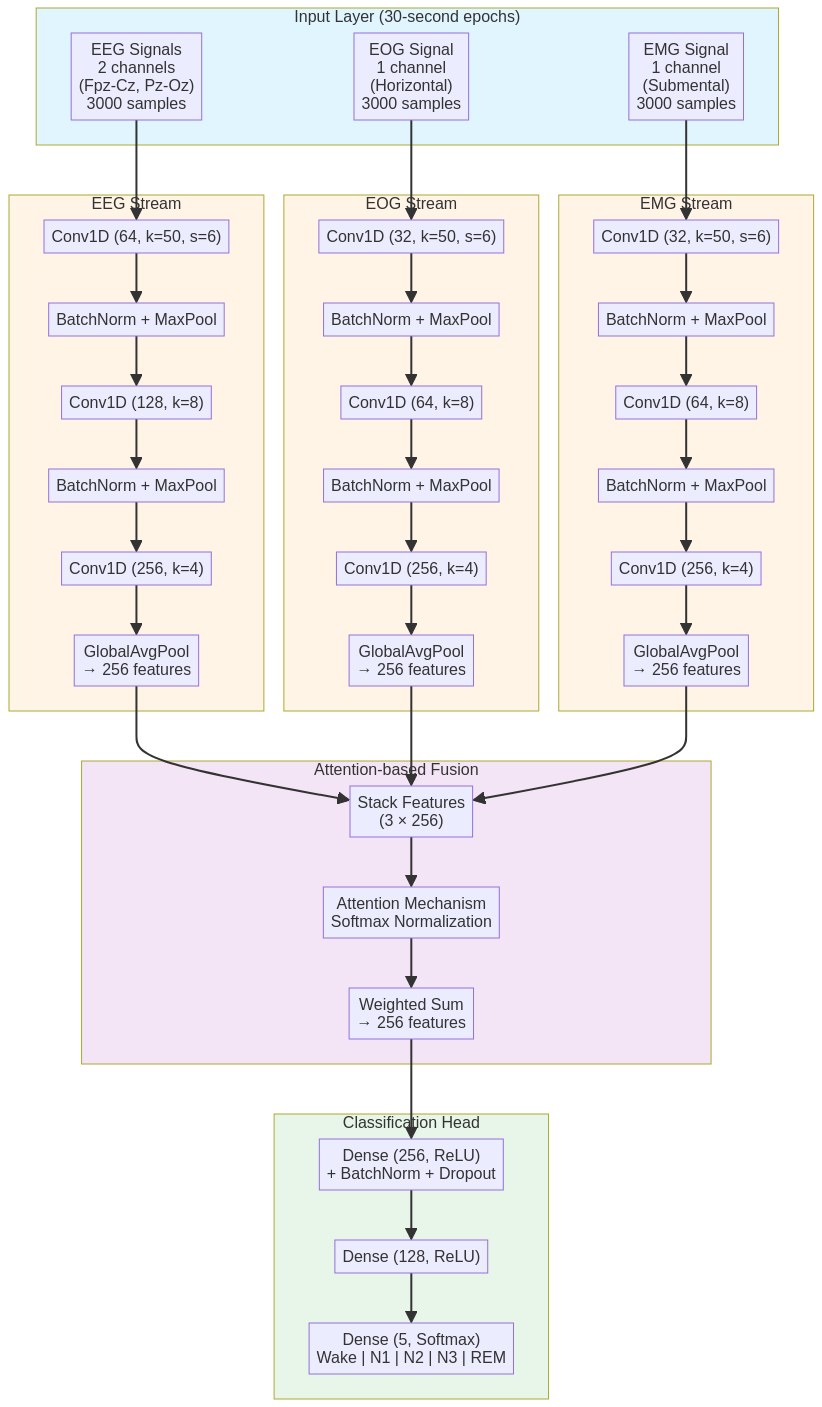 Input Layer (30-second epochs)
EEG Signals
2 channels
(Fpz-Cz, Pz-Oz)
3000 samples
EOG Signal
1 channel
(Horizontal)
3000 samples
EMG Signal
1 channel
(Submental)
3000 samples
EEG Stream
Conv1D (64, k=50, s=6)
BatchNorm + MaxPool
Conv1D (128, k=8)
BatchNorm + MaxPool
Conv1D (256, k=4)
GlobalAvgPool
→ 256 features
EOG Stream
Conv1D (32, k=50, s=6)
BatchNorm + MaxPool
Conv1D (64, k=8)
BatchNorm + MaxPool
Conv1D (256, k=4)
GlobalAvgPool
→ 256 features
EMG Stream
Conv1D (32, k=50, s=6)
BatchNorm + MaxPool
Conv1D (64, k=8)
BatchNorm + MaxPool
Conv1D (256, k=4)
GlobalAvgPool
→ 256 features
Attention-based Fusion
Stack Features
(3 × 256)
Attention Mechanism
Softmax Normalization
Weighted Sum
→ 256 features
Classification Head
Dense (256, ReLU)
+ BatchNorm + Dropout
Dense (128, ReLU)
Dense (5, Softmax)
Wake | N1 | N2 | N3 | REM